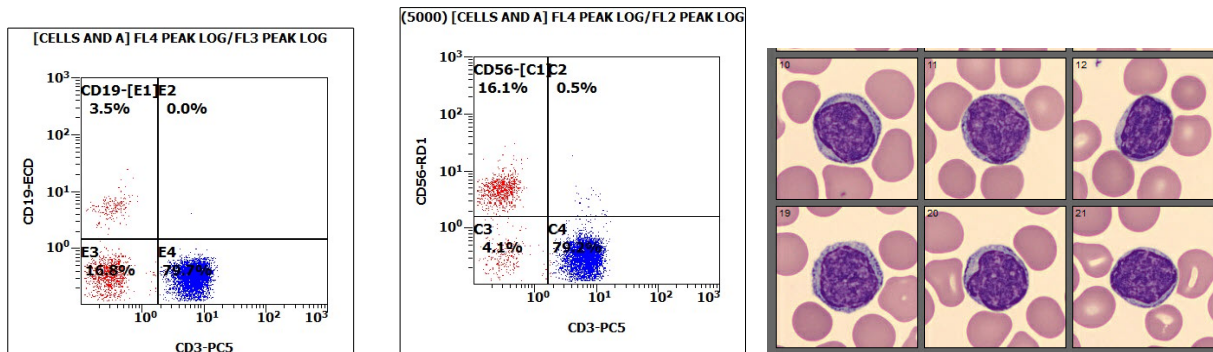 [CELLS AND A] FL4 PEAK LOG/FL3 PEAK LOG
10³
CD19-[E1]E2
3.5% 0.0%
10²
10¹
10⁰
E3 E4
16.8% 79.7%
10⁰ 10¹ 10² 10³
CD19-ECD
CD3-PC5
(5000) [CELLS AND A] FL4 PEAK LOG/FL2 PEAK LOG
10³
CD56-[C1]C2
16.1% 0.5%
10²
10¹
10⁰
C3 C4
4.1%
10⁰ 10¹ 10² 10³
CD56-RD1
CD3-PC5
10 11 12
19 20 21